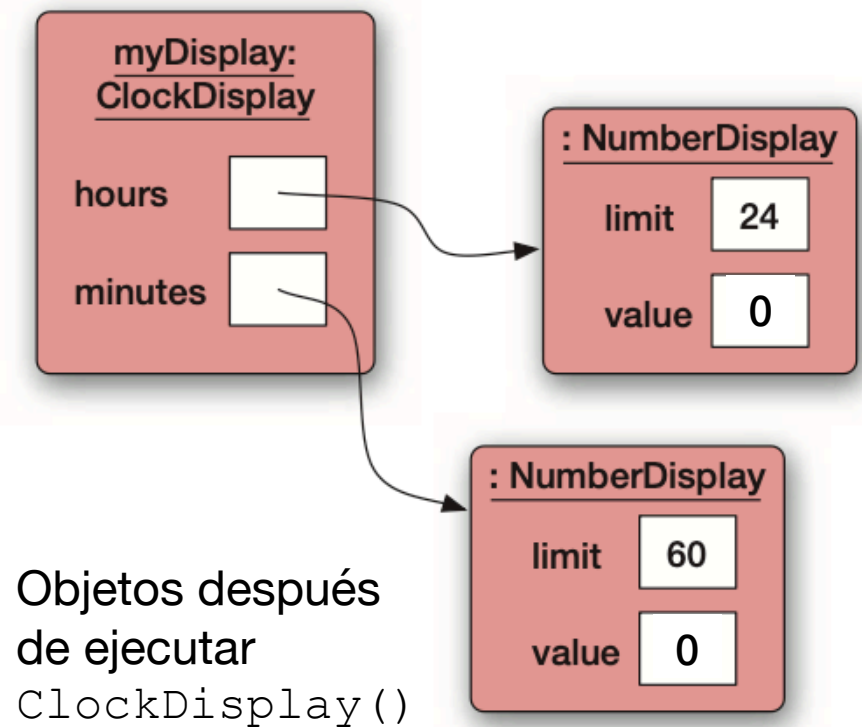 myDisplay:
ClockDisplay
hours
minutes
: NumberDisplay
limit 24
value 0
: NumberDisplay
limit 60
value 0
Objetos después
de ejecutar
ClockDisplay()